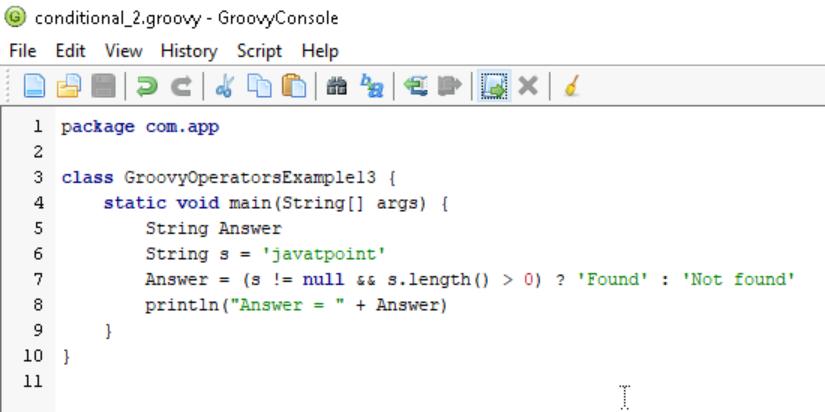 conditional_2.groovy - GroovyConsole
File Edit View History Script Help
1 package com.app
2
3 class GroovyOperatorsExample13 {
4     static void main(String[] args) {
5         String Answer
6         String s = 'javatpoint'
7         Answer = (s != null && s.length() > 0) ? 'Found' : 'Not found'
8         println("Answer = " + Answer)
9     }
10 }
11